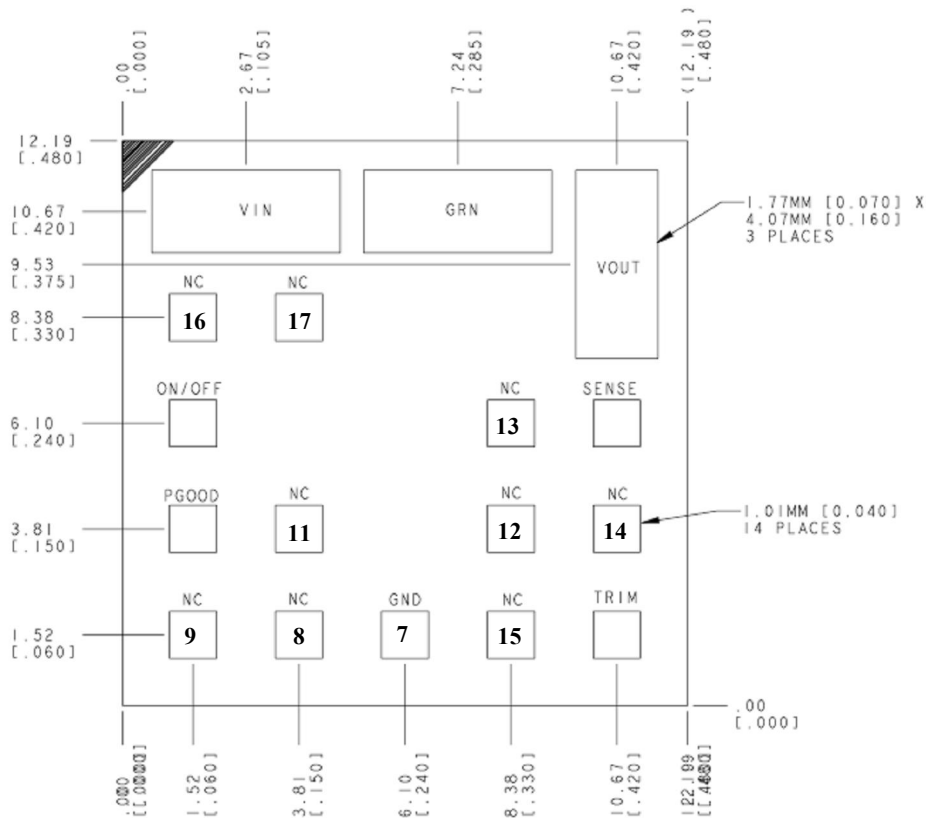 .00
[.000]
2.67
[.105]
7.24
[.285]
10.67
[.420]
(12.19 )
[.480]
12.19
[.480]
10.67
[.420]
VIN
GRN
1.77MM [0.070] X
4.07MM [0.160]
3 PLACES
9.53
[.375]
VOUT
NC
NC
8.38
[.330]
16
17
ON/OFF
NC
SENSE
6.10
[.240]
13
PGOOD
NC
NC
NC
3.81
[.150]
11
12
14
1.01MM [0.040]
14 PLACES
NC
NC
GND
NC
TRIM
1.52
[.060]
9
8
7
15
.00
[.000]
1.52
[.060]
3.81
[.150]
6.10
[.240]
8.38
[.330]
10.67
[.420]